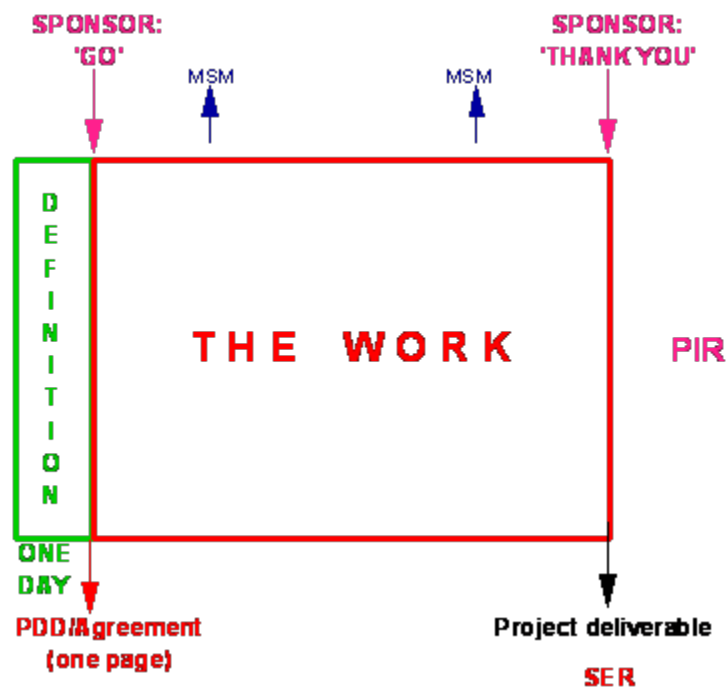 SPONSOR:
'GO'
SPONSOR:
'THANK YOU'
MSM
MSM
DEFINITION
THE WORK
PIR
ONE
DAY
PDD/Agreement
(one page)
Project deliverable
SER